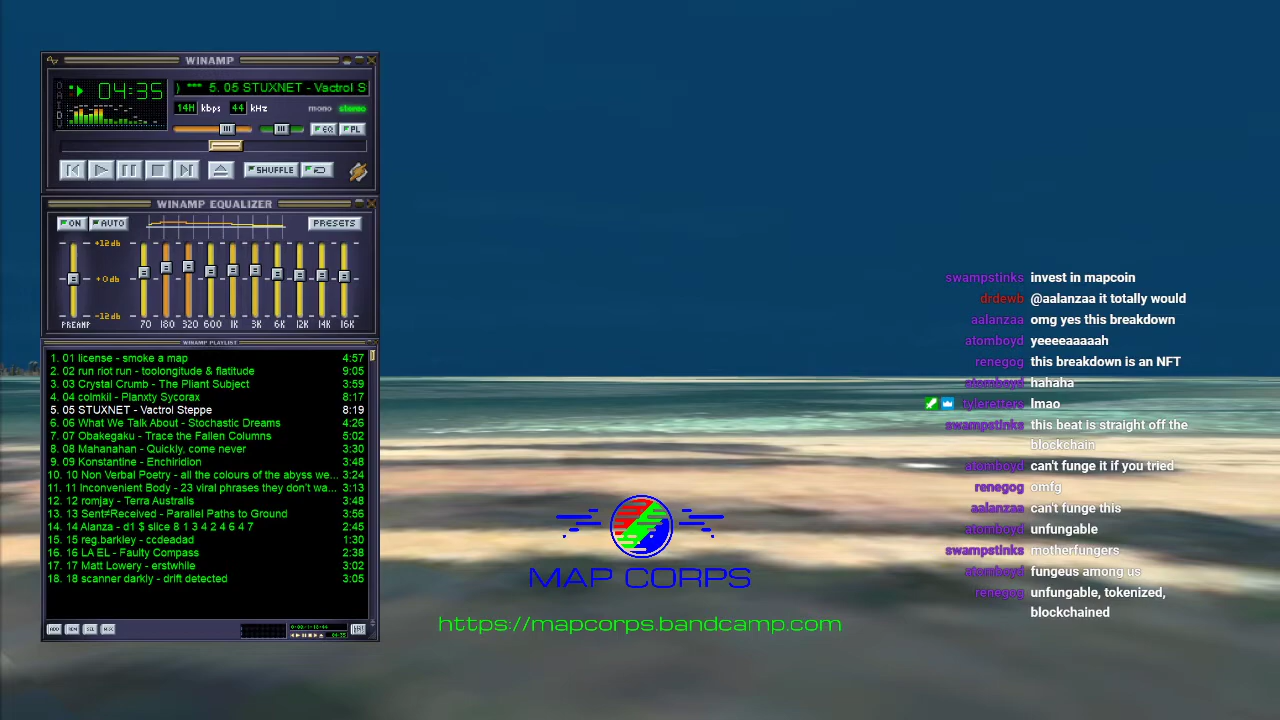 WINAMP
04:35
) *** 5. 05 STUXNET - Vactrol S
14H kbps 44 kHz mono stereo
EQ PL
SHUFFLE
WINAMP EQUALIZER
ON AUTO PRESETS
+12db
+0db
-12db
PREAMP 70 180 320 600 1K 3K 6K 12K 14K 16K
WINAMP PLAYLIST
1. 01 license - smoke a map 4:57
2. 02 run riot run - toolongitude & flatitude 9:05
3. 03 Crystal Crumb - The Pliant Subject 3:59
4. 04 colmkil - Planxty Sycorax 8:17
5. 05 STUXNET - Vactrol Steppe 8:19
6. 06 What We Talk About - Stochastic Dreams 4:26
7. 07 Obakegaku - Trace the Fallen Columns 5:02
8. 08 Mahanahan - Quickly, come never 3:30
9. 09 Konstantine - Enchiridion 3:48
10. 10 Non Verbal Poetry - all the colours of the abyss we... 3:24
11. 11 Inconvenient Body - 23 viral phrases they don't wa... 3:13
12. 12 romjay - Terra Australis 3:48
13. 13 Sent≠Received - Parallel Paths to Ground 3:56
14. 14 Alanza - d1 $ slice 8 1 3 4 2 4 6 4 7 2:45
15. 15 reg.barkley - ccdeadad 1:30
16. 16 LA EL - Faulty Compass 2:38
17. 17 Matt Lowery - erstwhile 3:02
18. 18 scanner darkly - drift detected 3:05
ADD REM SEL MISC
04:35
MAP CORPS
https://mapcorps.bandcamp.com
swampstinks invest in mapcoin
drdewb @aalanzaa it totally would
aalanzaa omg yes this breakdown
atomboyd yeeeeaaaaah
renegog this breakdown is an NFT
atomboyd hahaha
tyleretters lmao
swampstinks this beat is straight off the
blockchain
atomboyd can't funge it if you tried
renegog omfg
aalanzaa can't funge this
atomboyd unfungable
swampstinks motherfungers
atomboyd fungeus among us
renegog unfungable, tokenized,
blockchained